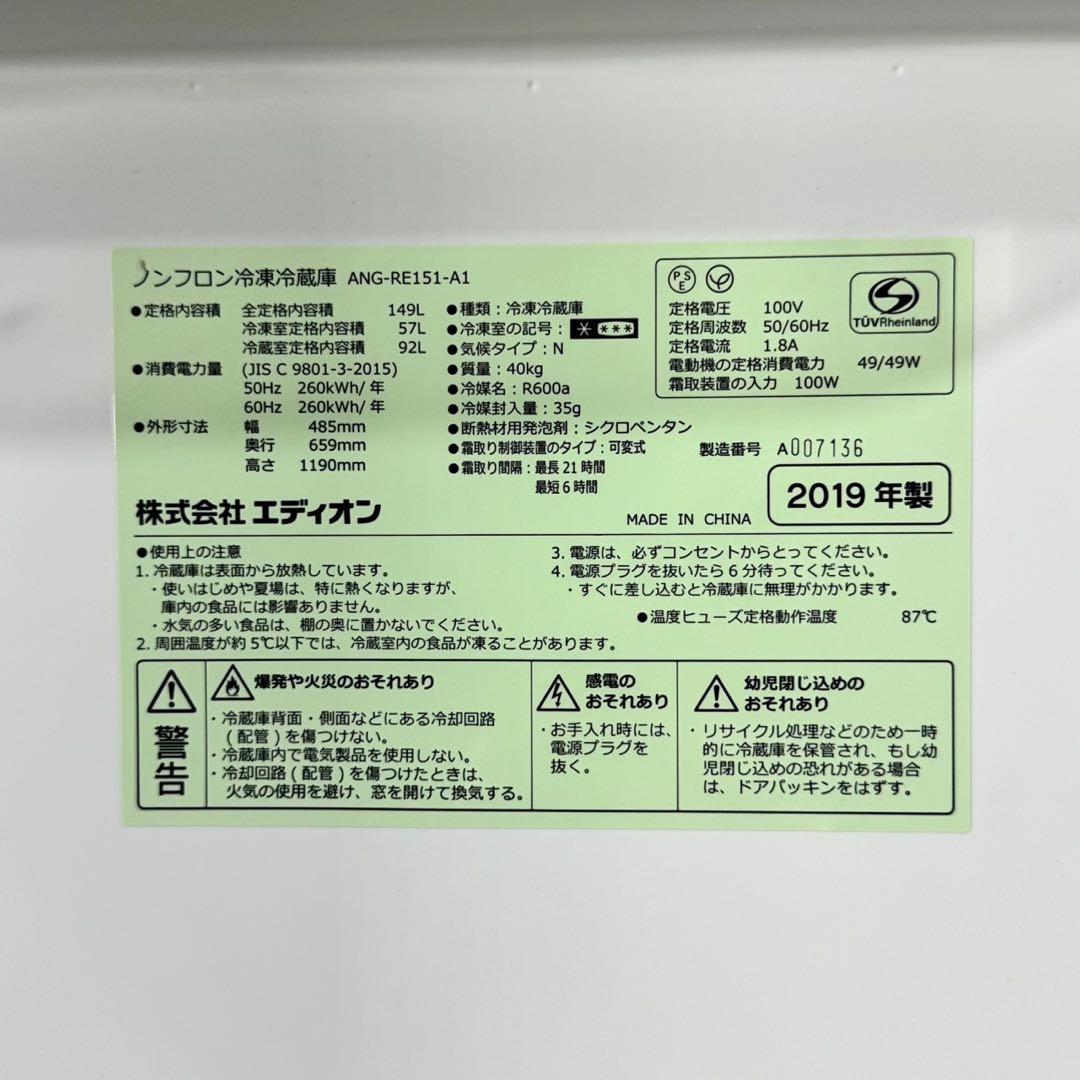 ノンフロン冷凍冷蔵庫 ANG-RE151-A1
●定格内容積 全定格内容積 149L
冷凍室定格内容積 57L
冷蔵室定格内容積 92L
●消費電力量 (JIS C 9801-3-2015)
50Hz 260kWh/年
60Hz 260kWh/年
●外形寸法 幅 485mm
奥行 659mm
高さ 1190mm
●種類：冷凍冷蔵庫
●冷凍室の記号：* ***
●気候タイプ：N
●質量：40kg
●冷媒名：R600a
●冷媒封入量：35g
●断熱材用発泡剤：シクロペンタン
●霜取り制御装置のタイプ：可変式
●霜取り間隔：最長21時間
最短6時間
PSE
定格電圧 100V
定格周波数 50/60Hz
定格電流 1.8A
電動機の定格消費電力 49/49W
霜取装置の入力 100W
TÜVRheinland
製造番号 A007136
株式会社エディオン
MADE IN CHINA
2019年製
●使用上の注意
1. 冷蔵庫は表面から放熱しています。
・使いはじめや夏場は、特に熱くなりますが、
庫内の食品には影響ありません。
・水気の多い食品は、棚の奥に置かないでください。
2. 周囲温度が約5℃以下では、冷蔵室内の食品が凍ることがあります。
3. 電源は、必ずコンセントからとってください。
4. 電源プラグを抜いたら6分待ってください。
・すぐに差し込むと冷蔵庫に無理がかかります。
●温度ヒューズ定格動作温度 87℃
警告
爆発や火災のおそれあり
・冷蔵庫背面・側面などにある冷却回路
(配管)を傷つけない。
・冷蔵庫内で電気製品を使用しない。
・冷却回路(配管)を傷つけたときは、
火気の使用を避け、窓を開けて換気する。
感電の
おそれあり
・お手入れ時には、
電源プラグを
抜く。
幼児閉じ込めの
おそれあり
・リサイクル処理などのため一時
的に冷蔵庫を保管され、もし幼
児閉じ込めの恐れがある場合
は、ドアパッキンをはずす。